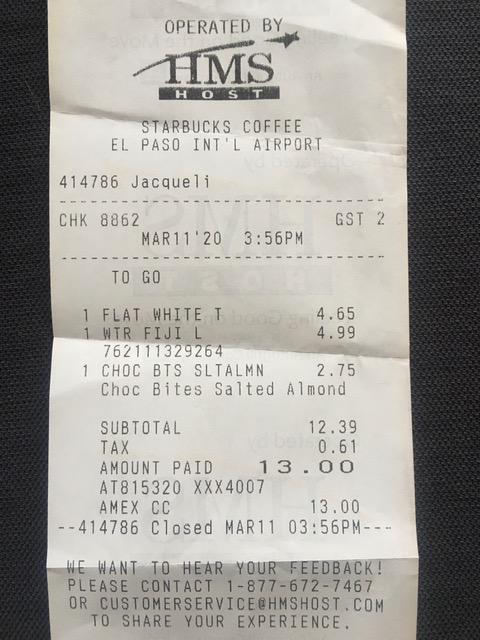 OPERATED BY
HMS
HOST
STARBUCKS COFFEE
EL PASO INT'L AIRPORT
414786 Jacqueli
CHK 8862 GST 2
MAR11'20 3:56PM
TO GO
1 FLAT WHITE T 4.65
1 WTR FIJI L 4.99
762111329264
1 CHOC BTS SLTALMN 2.75
Choc Bites Salted Almond
SUBTOTAL 12.39
TAX 0.61
AMOUNT PAID 13.00
AT815320 XXX4007
AMEX CC 13.00
--414786 Closed MAR11 03:56PM---
WE WANT TO HEAR YOUR FEEDBACK!
PLEASE CONTACT 1-877-672-7467
OR CUSTOMERSERVICE@HMSHOST.COM
TO SHARE YOUR EXPERIENCE.